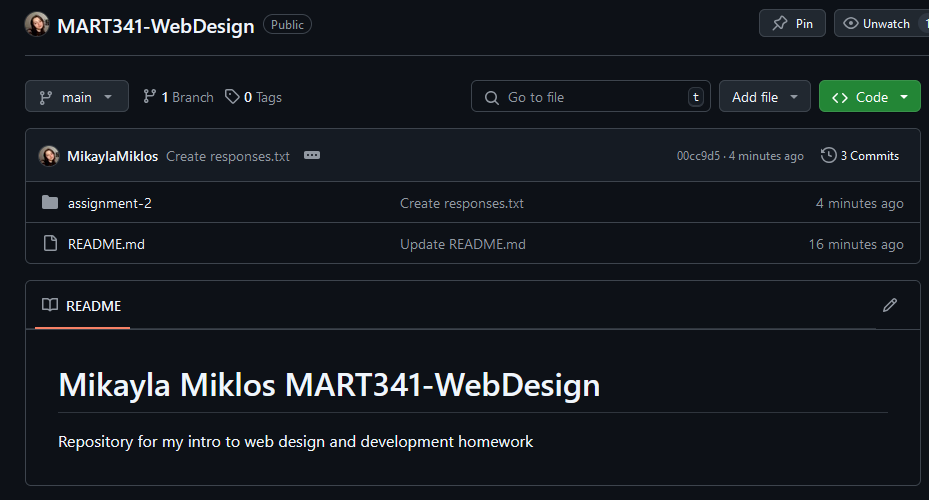 MART341-WebDesign Public Pin Unwatch 1
main 1 Branch 0 Tags Go to file t Add file Code
MikaylaMiklos Create responses.txt 00cc9d5 · 4 minutes ago 3 Commits
assignment-2 Create responses.txt 4 minutes ago
README.md Update README.md 16 minutes ago
README
Mikayla Miklos MART341-WebDesign
Repository for my intro to web design and development homework